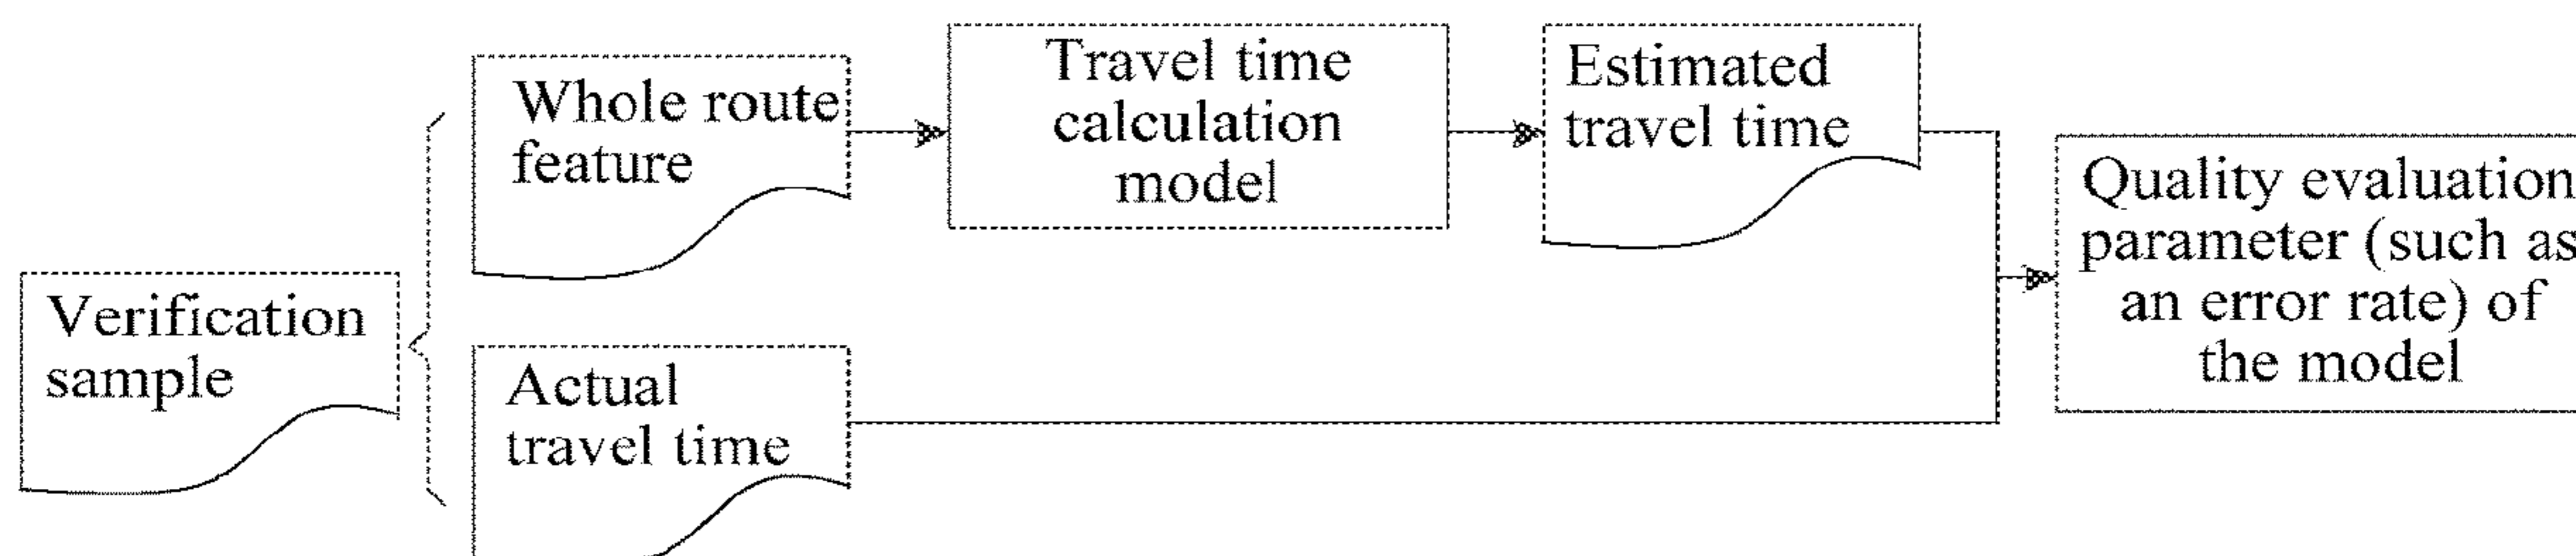 Whole route
feature
Travel time
calculation
model
Estimated
travel time
Quality evaluation
parameter (such as
an error rate) of
the model
Verification
sample
Actual
travel time